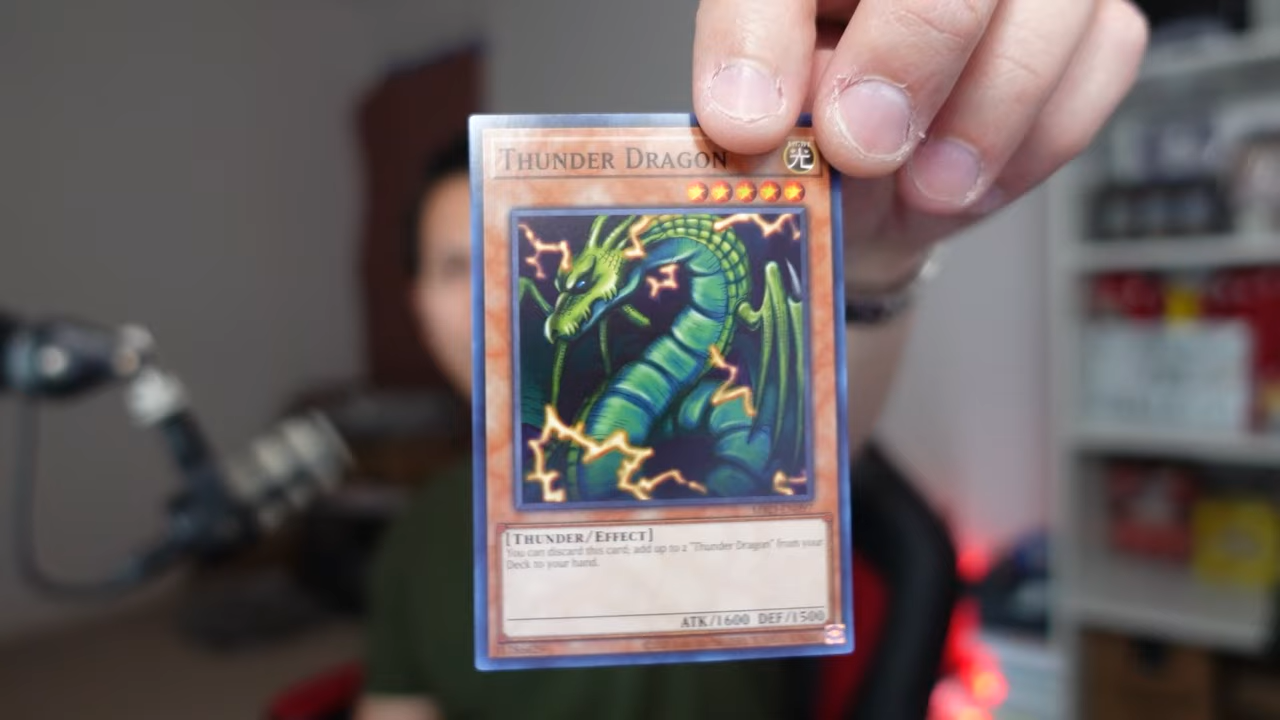 THUNDER DRAGON
光
[THUNDER/EFFECT]
You can discard this card; add up to 2 "Thunder Dragon" from your
Deck to your hand.
ATK/1600 DEF/1500